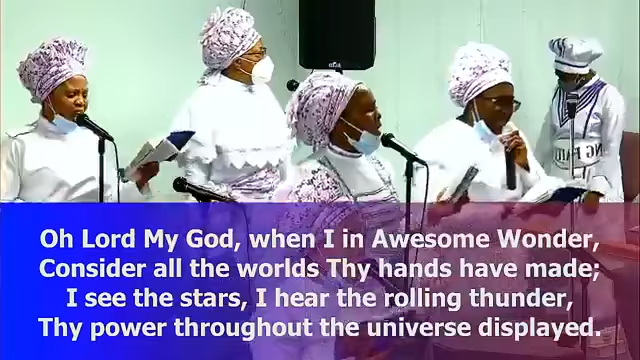 Oh Lord My God, when I in Awesome Wonder,
Consider all the worlds Thy hands have made;
I see the stars, I hear the rolling thunder,
Thy power throughout the universe displayed.